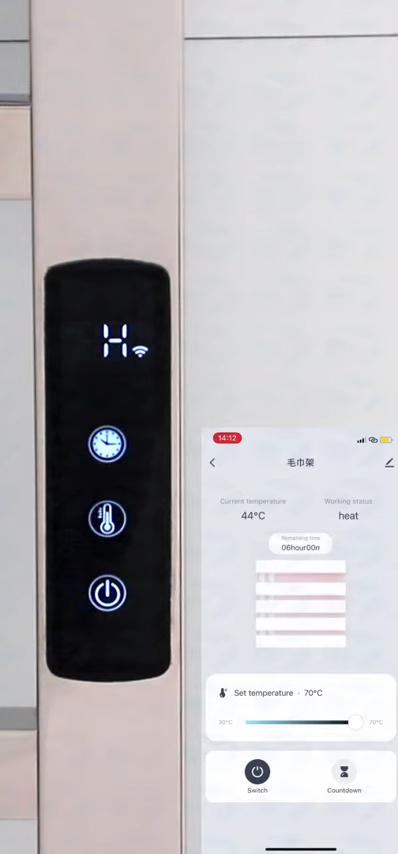 H
14:12
毛巾架
Current temperature
Working status
44°C
heat
Remaining time
06hour00m
Set temperature · 70°C
30°C
70°C
Switch
Countdown